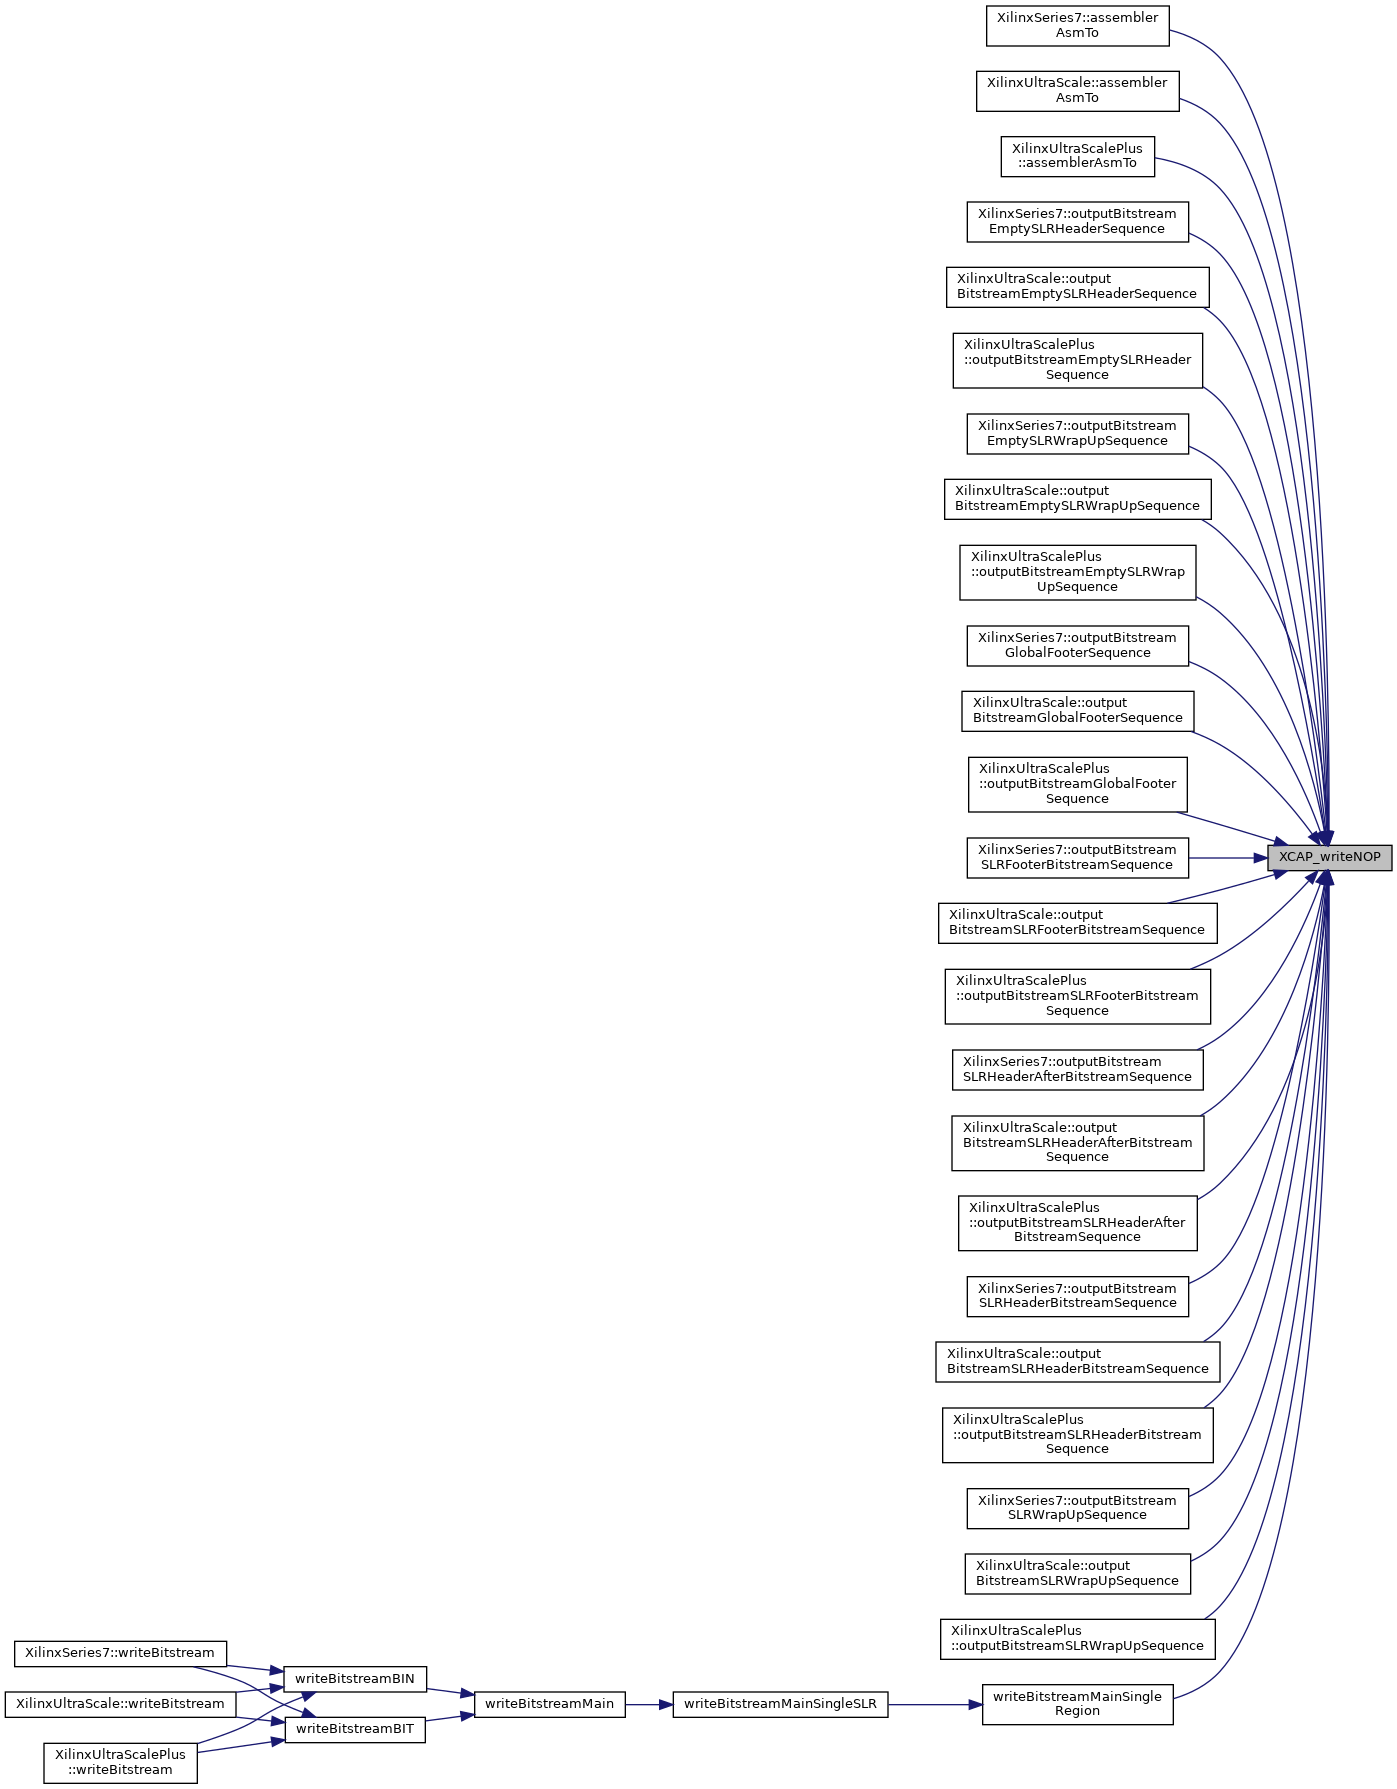 XilinxSeries7::assembler
AsmTo
XilinxUltraScale::assembler
AsmTo
XilinxUltraScalePlus
::assemblerAsmTo
XilinxSeries7::outputBitstream
EmptySLRHeaderSequence
XilinxUltraScale::output
BitstreamEmptySLRHeaderSequence
XilinxUltraScalePlus
::outputBitstreamEmptySLRHeader
Sequence
XilinxSeries7::outputBitstream
EmptySLRWrapUpSequence
XilinxUltraScale::output
BitstreamEmptySLRWrapUpSequence
XilinxUltraScalePlus
::outputBitstreamEmptySLRWrap
UpSequence
XilinxSeries7::outputBitstream
GlobalFooterSequence
XilinxUltraScale::output
BitstreamGlobalFooterSequence
XilinxUltraScalePlus
::outputBitstreamGlobalFooter
Sequence
XilinxSeries7::outputBitstream
SLRFooterBitstreamSequence
XCAP_writeNOP
XilinxUltraScale::output
BitstreamSLRFooterBitstreamSequence
XilinxUltraScalePlus
::outputBitstreamSLRFooterBitstream
Sequence
XilinxSeries7::outputBitstream
SLRHeaderAfterBitstreamSequence
XilinxUltraScale::output
BitstreamSLRHeaderAfterBitstream
Sequence
XilinxUltraScalePlus
::outputBitstreamSLRHeaderAfter
BitstreamSequence
XilinxSeries7::outputBitstream
SLRHeaderBitstreamSequence
XilinxUltraScale::output
BitstreamSLRHeaderBitstreamSequence
XilinxUltraScalePlus
::outputBitstreamSLRHeaderBitstream
Sequence
XilinxSeries7::outputBitstream
SLRWrapUpSequence
XilinxUltraScale::output
BitstreamSLRWrapUpSequence
XilinxUltraScalePlus
::outputBitstreamSLRWrapUpSequence
writeBitstreamMainSingle
Region
writeBitstreamMainSingleSLR
writeBitstreamMain
writeBitstreamBIN
writeBitstreamBIT
XilinxSeries7::writeBitstream
XilinxUltraScale::writeBitstream
XilinxUltraScalePlus
::writeBitstream